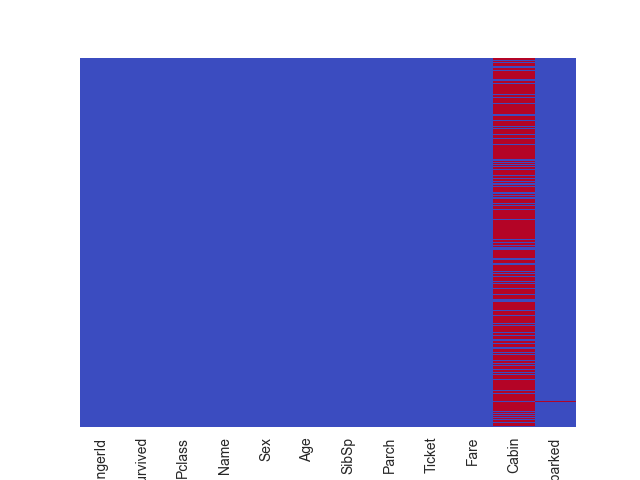 ngerId
urvived
Pclass
Name
Sex
Age
SibSp
Parch
Ticket
Fare
Cabin
barked